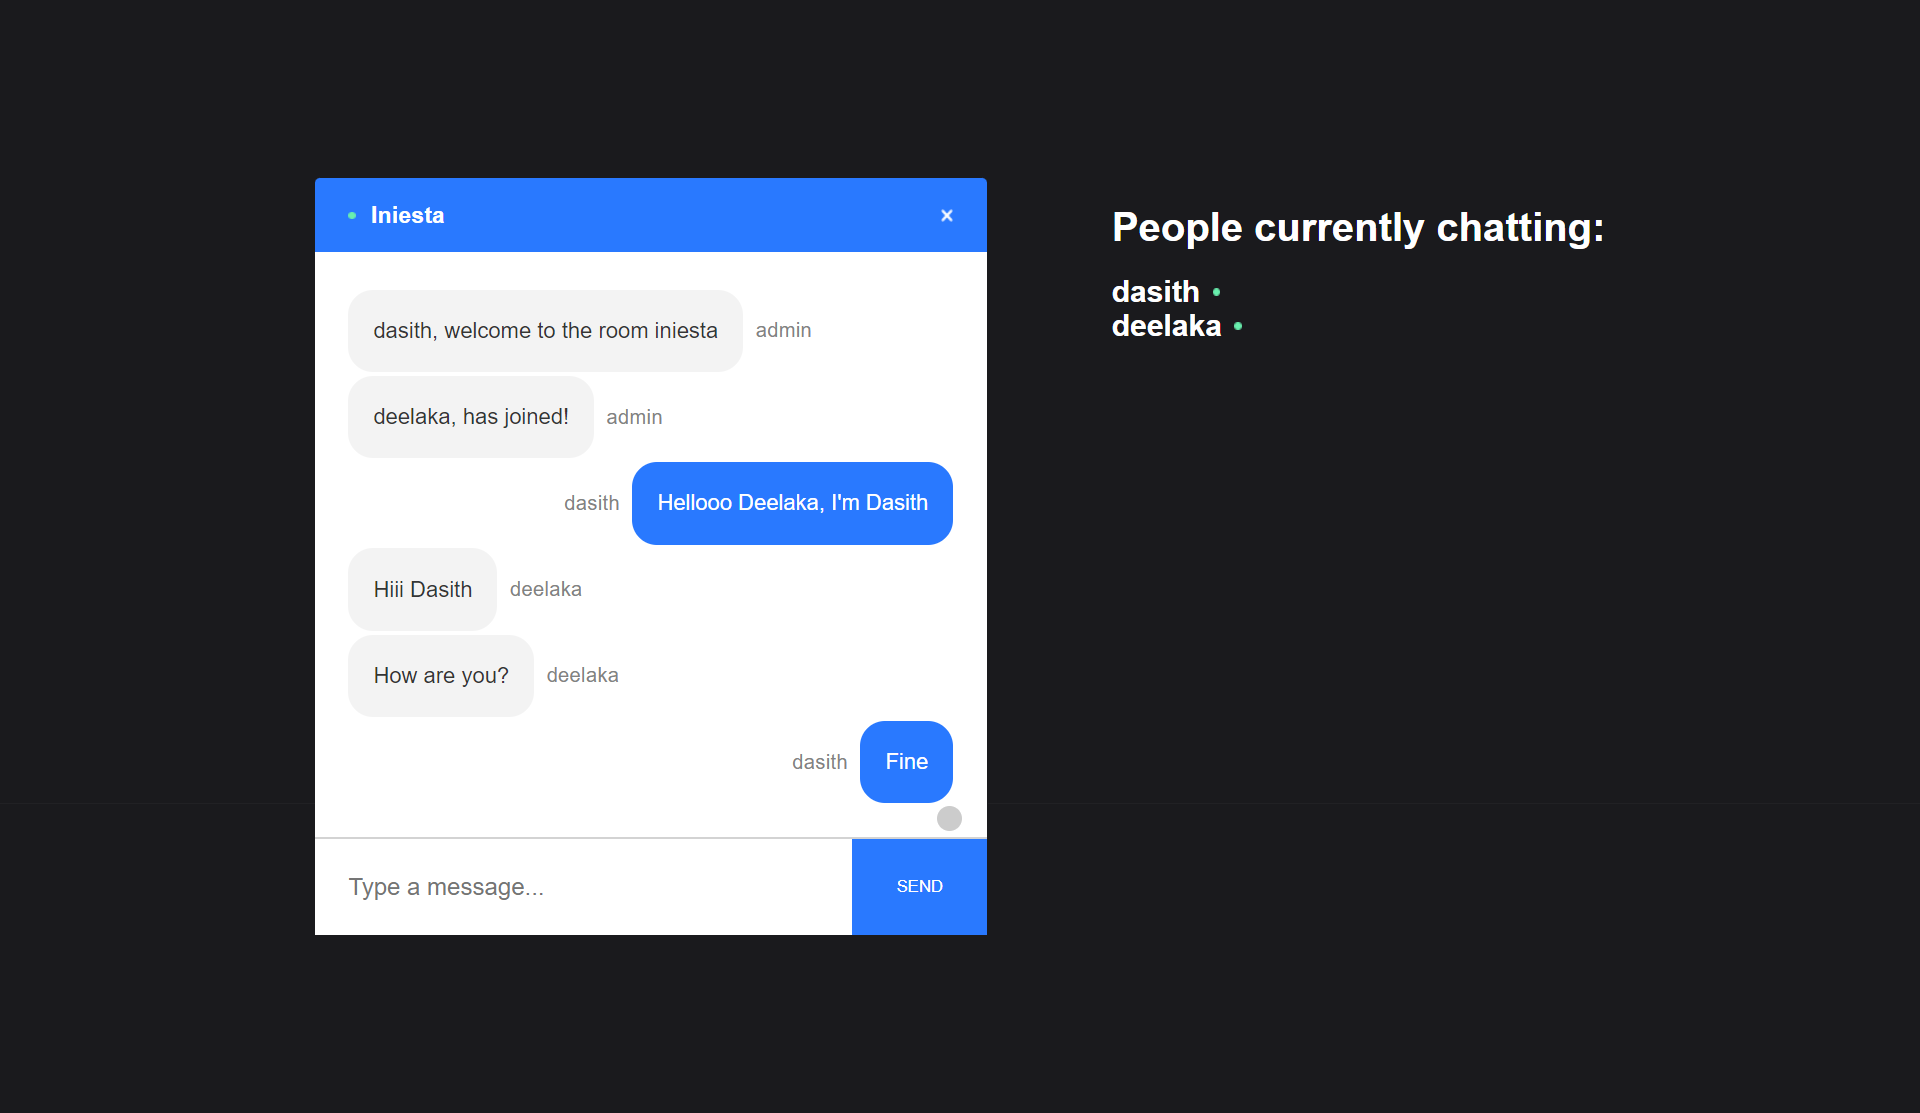 Iniesta
dasith, welcome to the room iniesta admin
deelaka, has joined! admin
dasith Hellooo Deelaka, I'm Dasith
Hiii Dasith deelaka
How are you? deelaka
dasith Fine
Type a message...
SEND
People currently chatting:
dasith
deelaka